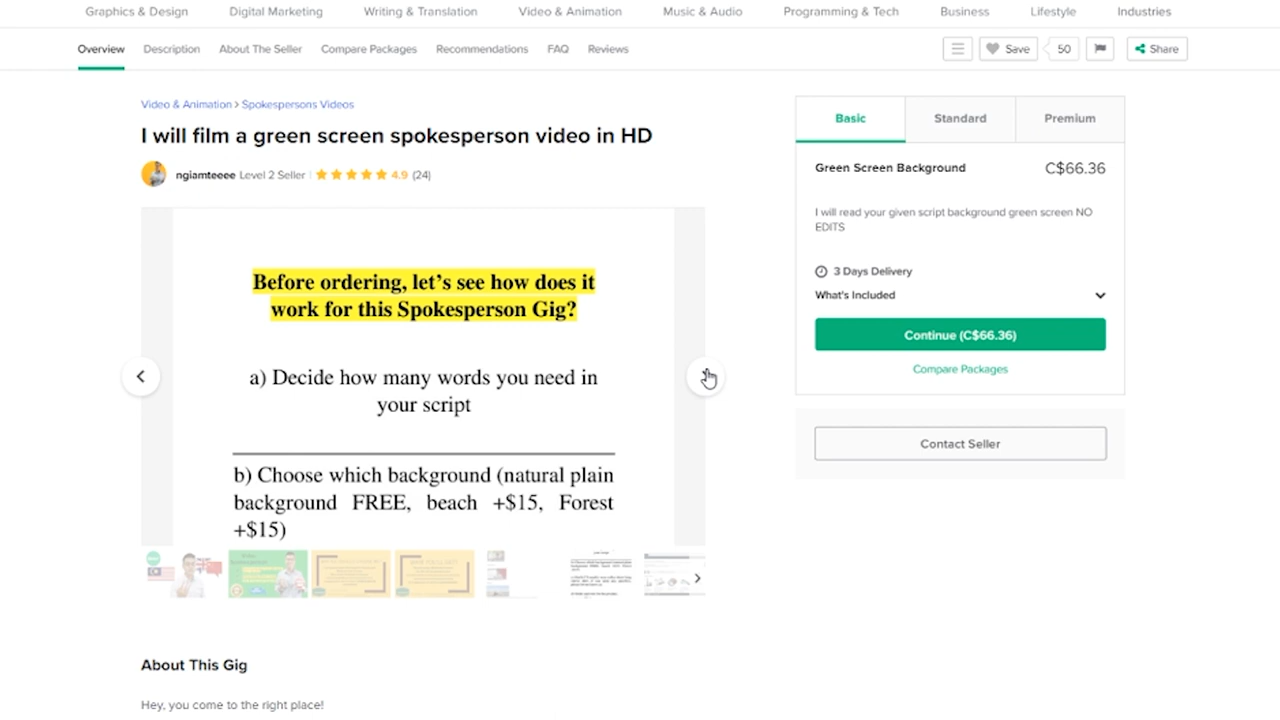 Graphics & Design Digital Marketing Writing & Translation Video & Animation Music & Audio Programming & Tech Business Lifestyle Industries
Overview Description About The Seller Compare Packages Recommendations FAQ Reviews Save 50 Share
Video & Animation > Spokespersons Videos
I will film a green screen spokesperson video in HD
ngiamteeee Level 2 Seller 4.9 (24)
Before ordering, let's see how does it
work for this Spokesperson Gig?
a) Decide how many words you need in
your script
b) Choose which background (natural plain
background FREE, beach +$15, Forest
+$15)
Basic Standard Premium
Green Screen Background C$66.36
I will read your given script background green screen NO
EDITS
3 Days Delivery
What's Included
Continue (C$66.36)
Compare Packages
Contact Seller
About This Gig
Hey, you come to the right place!